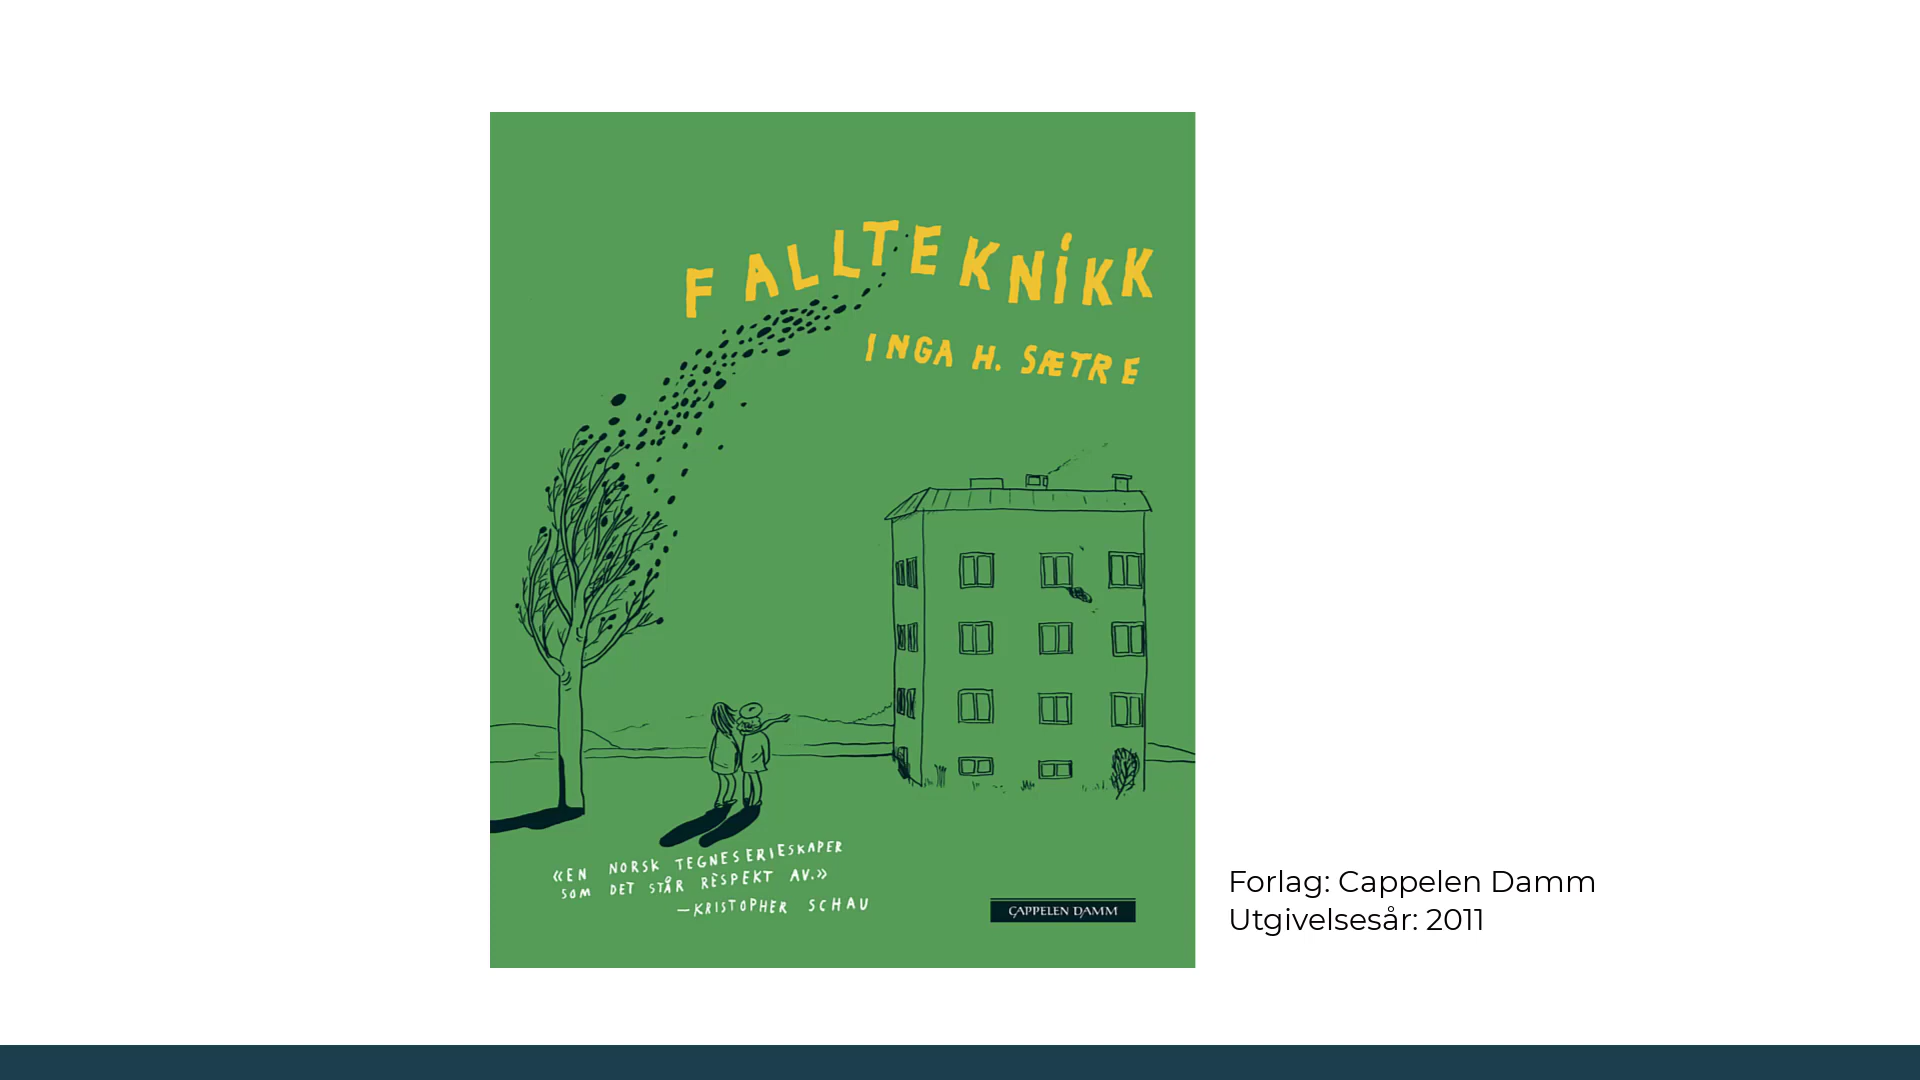 FALLTEKNIKK
INGA H. SÆTRE
«EN NORSK TEGNESERIESKAPER
SOM DET STÅR RESPEKT AV.»
—KRISTOPHER SCHAU
CAPPELEN DAMM
Forlag: Cappelen Damm
Utgivelsesår: 2011